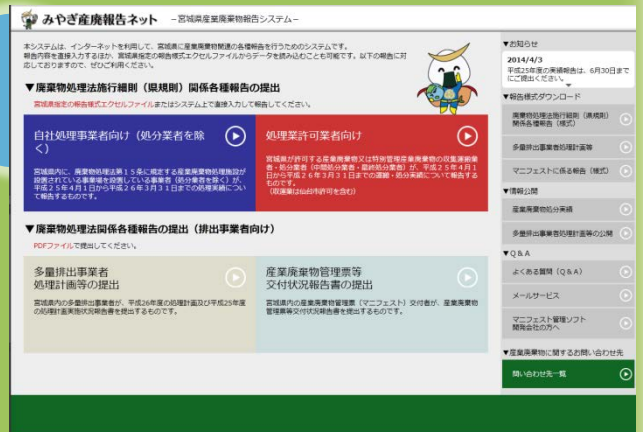 みやぎ産廃報告ネット －宮城県産業廃棄物報告システム－
本システムは、インターネットを利用して、宮城県に産業廃棄物関連の各種報告を行うためのシステムです。
報告内容を直接入力するほか、宮城県指定の報告様式エクセルファイルからデータを読み込むことも可能です。以下の報告に対
応しておりますので、ぜひご利用ください。
▼廃棄物処理法施行細則（県規則）関係各種報告の提出
宮城県指定の報告様式エクセルファイルまたはシステム上で直接入力して報告してください。
自社処理事業者向け（処分業者を除
く）
宮城県内に、廃棄物処理法第１５条に規定する産業廃棄物処理施設が
設置されている事業場を設置している事業者（処分業者を除く）が、
平成２５年４月１日から平成２６年３月３１日までの処理実績につい
て報告するものです。
処理業許可業者向け
宮城県が許可する産業廃棄物又は特別管理産業廃棄物の収集運搬業
者・処分業者（中間処分業者・最終処分業者）が、平成２５年４月１
日から平成２６年３月３１日までの運搬・処分実績について報告する
ものです。
（収運業は仙台市許可を含む）
▼廃棄物処理法関係各種報告の提出（排出事業者向け）
PDFファイルで提出してください。
多量排出事業者
処理計画等の提出
宮城県内の多量排出事業者が、平成26年度の処理計画及び平成25年度
の処理計画実施状況報告書を提出するものです。
産業廃棄物管理票等
交付状況報告書の提出
宮城県内の産業廃棄物管理票（マニフェスト）交付者が、産業廃棄物
管理票等交付状況報告書を提出するものです。
▼お知らせ
2014/4/3
平成25年度の実績報告は、6月30日まで
にご提出ください。
▼報告様式ダウンロード
廃棄物処理法施行細則（県規則）
関係各種報告（様式）
多量排出事業者処理計画等
マニフェストに係る報告（様式）
▼情報公開
産業廃棄物処分実績
多量排出事業者処理計画等の公開
▼Ｑ＆Ａ
よくある質問（Ｑ＆Ａ）
メールサービス
マニフェスト管理ソフト
開発会社の方へ
▼産業廃棄物に関するお問い合わせ先
問い合わせ先一覧